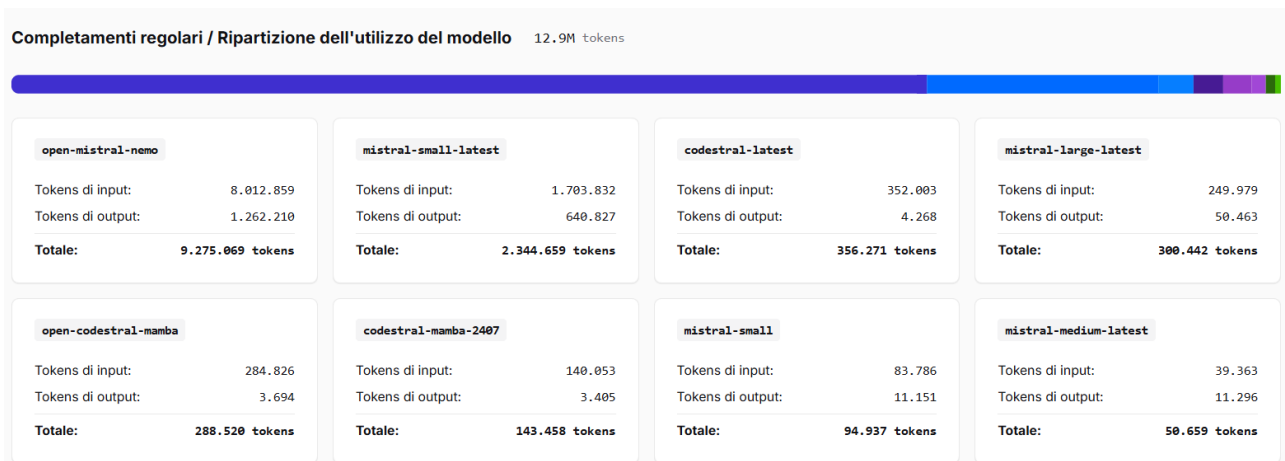 Completamenti regolari / Ripartizione dell'utilizzo del modello 12.9M tokens
open-mistral-nemo
Tokens di input: 8.012.859
Tokens di output: 1.262.210
Totale: 9.275.069 tokens
mistral-small-latest
Tokens di input: 1.703.832
Tokens di output: 640.827
Totale: 2.344.659 tokens
codestral-latest
Tokens di input: 352.003
Tokens di output: 4.268
Totale: 356.271 tokens
mistral-large-latest
Tokens di input: 249.979
Tokens di output: 50.463
Totale: 300.442 tokens
open-codestral-mamba
Tokens di input: 284.826
Tokens di output: 3.694
Totale: 288.520 tokens
codestral-mamba-2407
Tokens di input: 140.053
Tokens di output: 3.405
Totale: 143.458 tokens
mistral-small
Tokens di input: 83.786
Tokens di output: 11.151
Totale: 94.937 tokens
mistral-medium-latest
Tokens di input: 39.363
Tokens di output: 11.296
Totale: 50.659 tokens